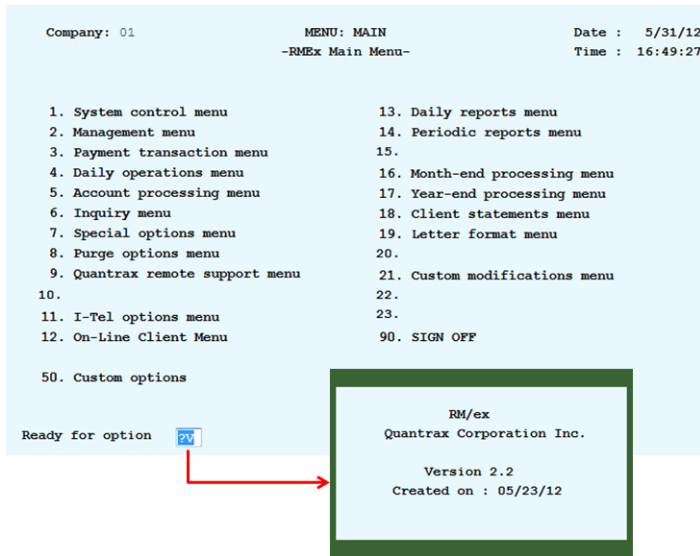 Company: 01 MENU: MAIN Date : 5/31/12
-RMEx Main Menu- Time : 16:49:27
1. System control menu 13. Daily reports menu
2. Management menu 14. Periodic reports menu
3. Payment transaction menu 15.
4. Daily operations menu 16. Month-end processing menu
5. Account processing menu 17. Year-end processing menu
6. Inquiry menu 18. Client statements menu
7. Special options menu 19. Letter format menu
8. Purge options menu 20.
9. Quantrax remote support menu 21. Custom modifications menu
10. 22.
11. I-Tel options menu 23.
12. On-Line Client Menu 90. SIGN OFF
50. Custom options
Ready for option ?V
RM/ex
Quantrax Corporation Inc.
Version 2.2
Created on : 05/23/12